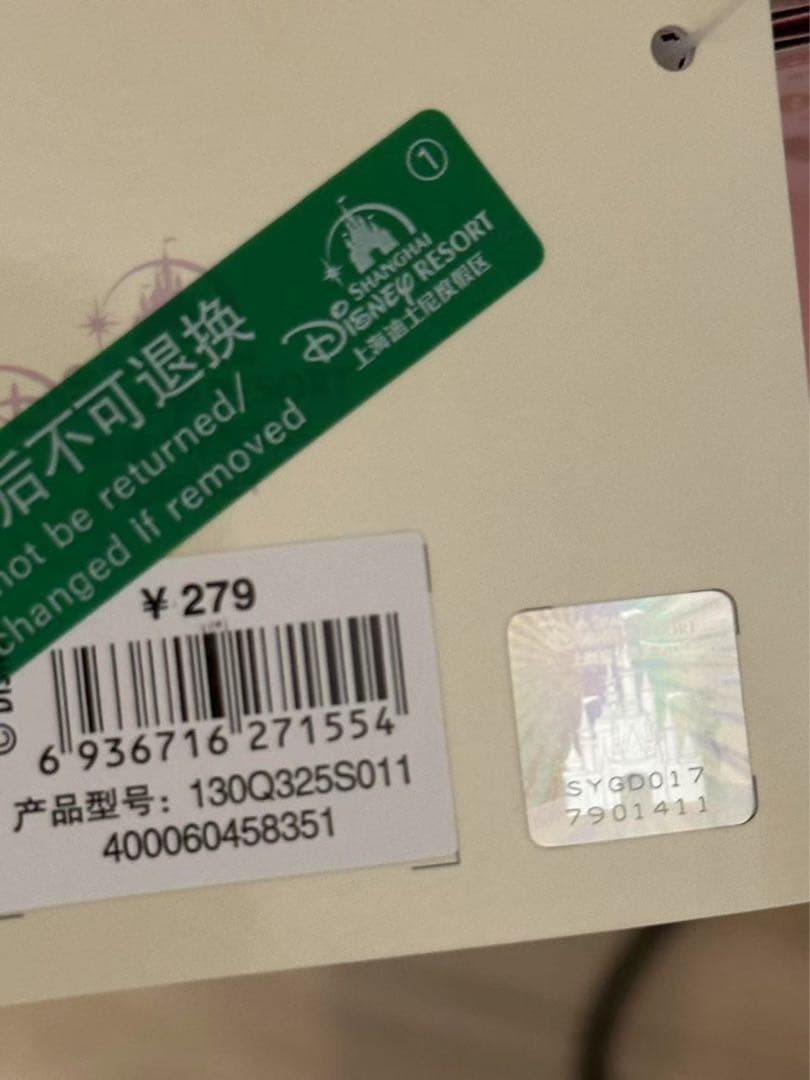 ①
SHANGHAI
Disney RESORT
上海迪士尼度假区
后不可退换
not be returned/
changed if removed
¥ 279
6 936716 271554
产品型号：130Q325S011
400060458351
SYGD017
7901411